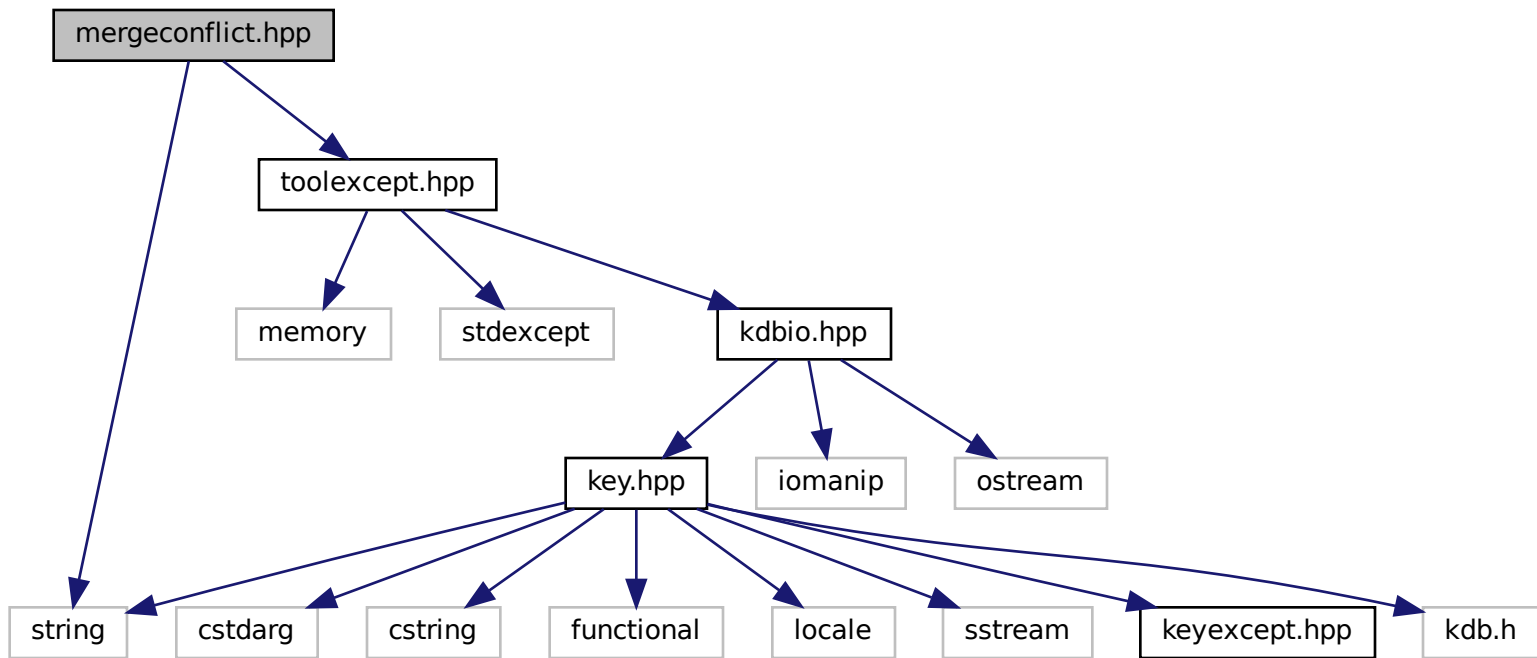 mergeconflict.hpp
toolexcept.hpp
memory
stdexcept
kdbio.hpp
key.hpp
iomanip
ostream
string
cstdarg
cstring
functional
locale
sstream
keyexcept.hpp
kdb.h